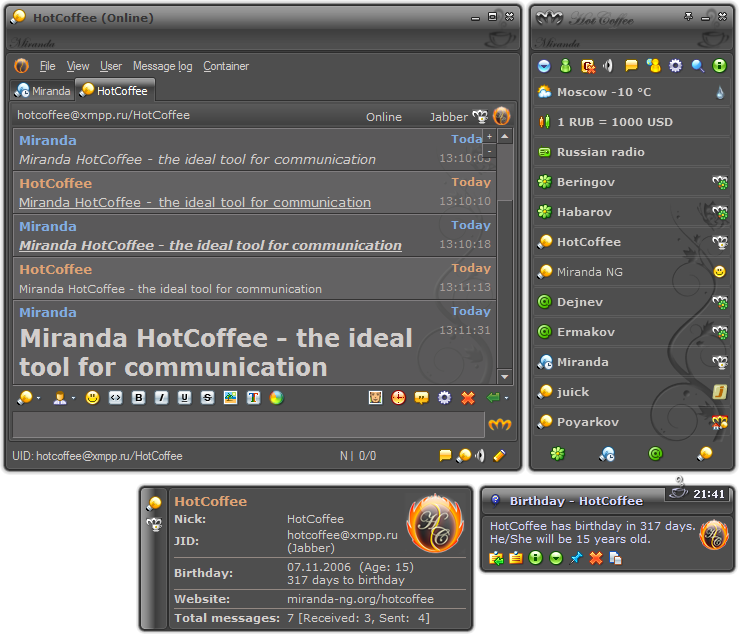 HotCoffee (Online)
Miranda
File View User Message log Container
Miranda HotCoffee
hotcoffee@xmpp.ru/HotCoffee Online Jabber
Miranda Today
Miranda HotCoffee - the ideal tool for communication 13:10:03
HotCoffee Today
Miranda HotCoffee - the ideal tool for communication 13:10:10
Miranda Today
Miranda HotCoffee - the ideal tool for communication 13:10:18
HotCoffee Today
Miranda HotCoffee - the ideal tool for communication 13:11:13
Miranda Today
Miranda HotCoffee - the ideal 13:11:31
tool for communication
B I U S T
UID: hotcoffee@xmpp.ru/HotCoffee N | 0/0
Hot Coffee
Miranda
Moscow -10 °C
1 RUB = 1000 USD
Russian radio
Beringov
Habarov
HotCoffee
Miranda NG
Dejnev
Ermakov
Miranda
juick
Poyarkov
HotCoffee
Nick: HotCoffee
JID: hotcoffee@xmpp.ru
(Jabber)
Birthday: 07.11.2006 (Age: 15)
317 days to birthday
Website: miranda-ng.org/hotcoffee
Total messages: 7 [Received: 3, Sent: 4]
HC
Birthday - HotCoffee 21:41
HotCoffee has birthday in 317 days.
He/She will be 15 years old.
HC